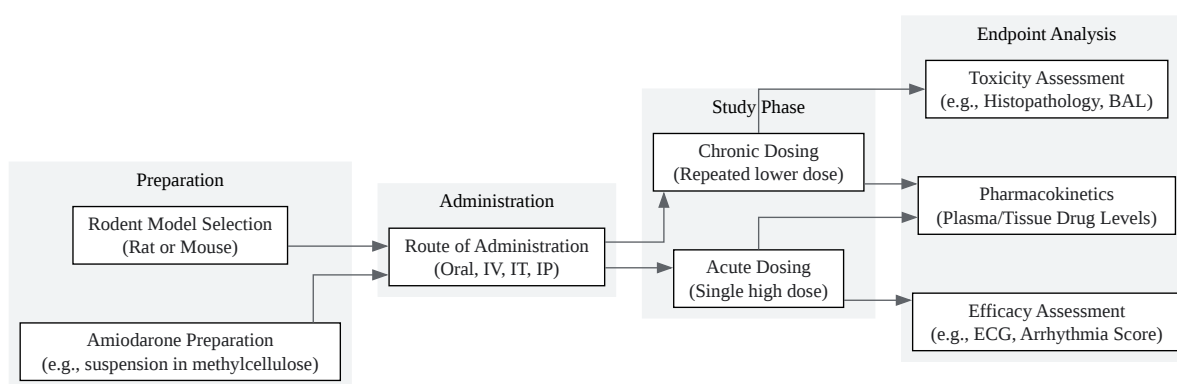 Preparation
Rodent Model Selection
(Rat or Mouse)
Amiodarone Preparation
(e.g., suspension in methylcellulose)
Administration
Route of Administration
(Oral, IV, IT, IP)
Study Phase
Chronic Dosing
(Repeated lower dose)
Acute Dosing
(Single high dose)
Endpoint Analysis
Toxicity Assessment
(e.g., Histopathology, BAL)
Pharmacokinetics
(Plasma/Tissue Drug Levels)
Efficacy Assessment
(e.g., ECG, Arrhythmia Score)